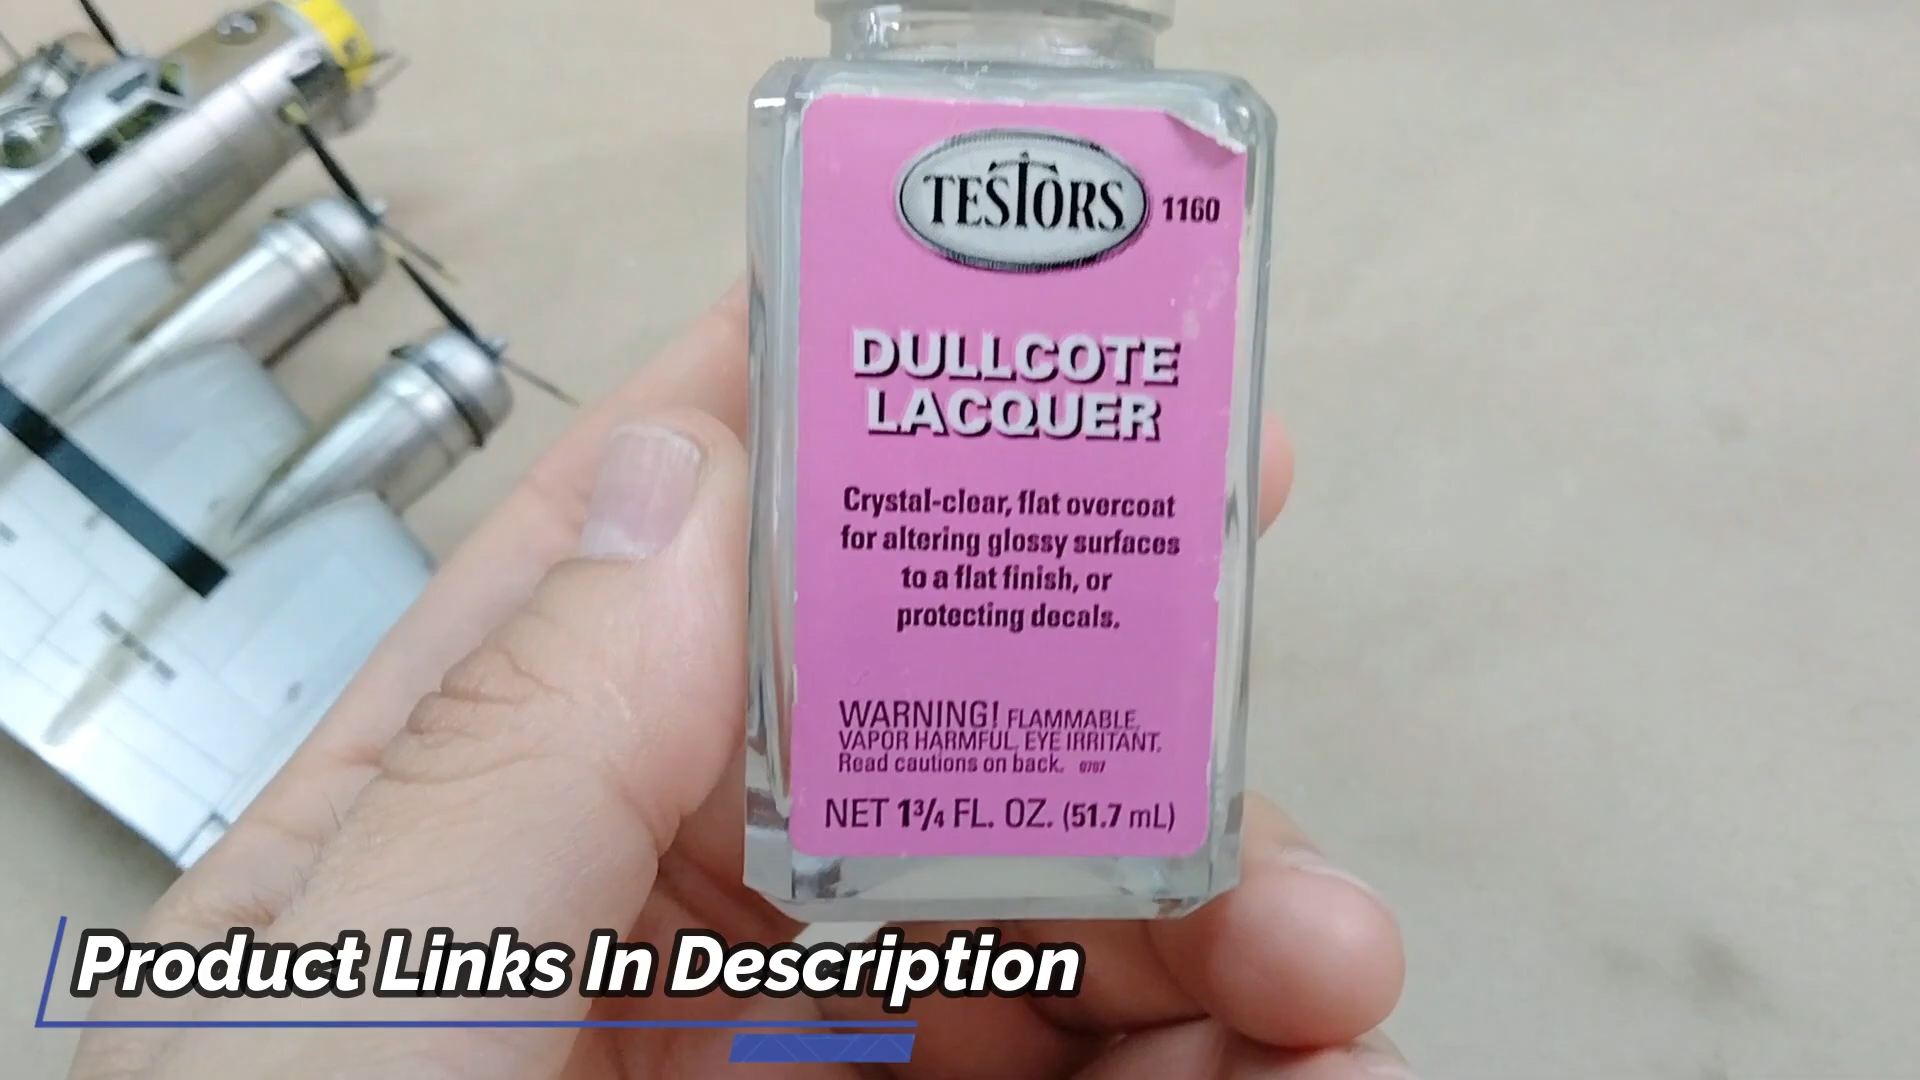 TESTORS 1160
DULLCOTE
LACQUER
Crystal-clear, flat overcoat
for altering glossy surfaces
to a flat finish, or
protecting decals.
WARNING! FLAMMABLE.
VAPOR HARMFUL. EYE IRRITANT.
Read cautions on back.
NET 1¾ FL. OZ. (51.7 mL)
Product Links In Description